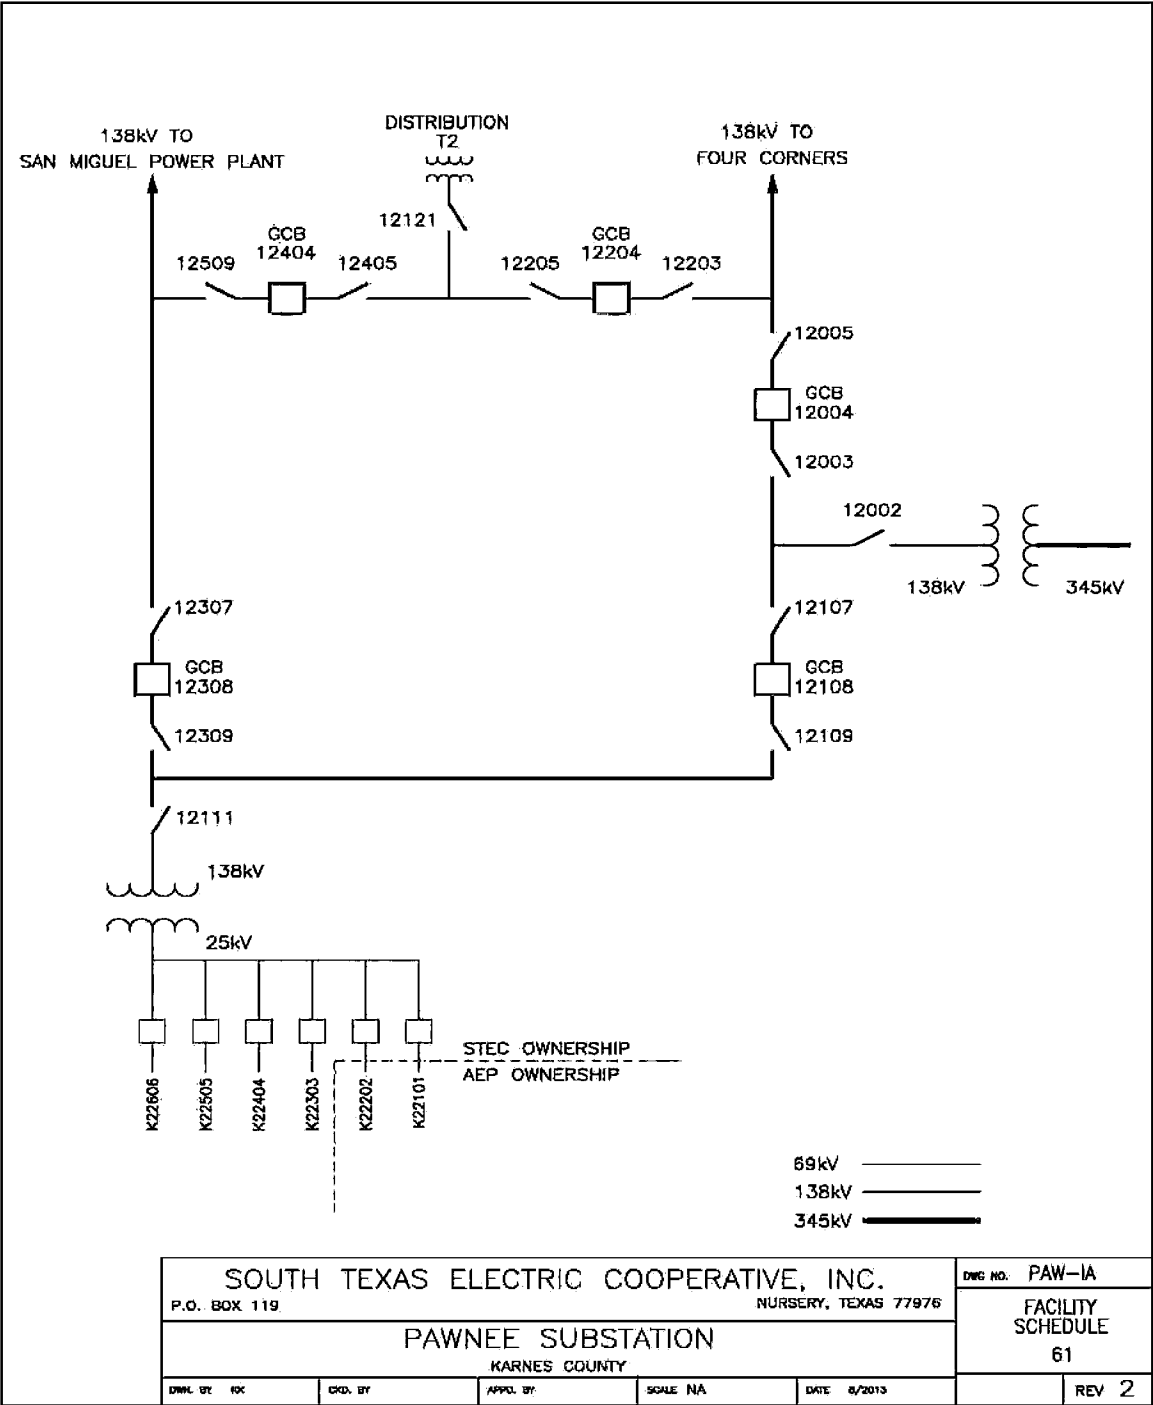 138kV TO
SAN MIGUEL POWER PLANT
DISTRIBUTION
T2
138kV TO
FOUR CORNERS
12121
GCB
12404
GCB
12204
12509
12405
12205
12203
12005
GCB
12004
12003
12002
138kV
345kV
12307
GCB
12308
12309
12107
GCB
12108
12109
12111
138kV
25kV
STEC OWNERSHIP
AEP OWNERSHIP
K22606
K22505
K22404
K22303
K22202
K22101
69kV
138kV
345kV
SOUTH TEXAS ELECTRIC COOPERATIVE, INC.
P.O. BOX 119
NURSERY, TEXAS 77976
DWG NO. PAW-IA
PAWNEE SUBSTATION
KARNES COUNTY
FACILITY
SCHEDULE
61
DWN. BY
CKD. BY
APPD. BY
SCALE NA
DATE 8/2013
REV 2